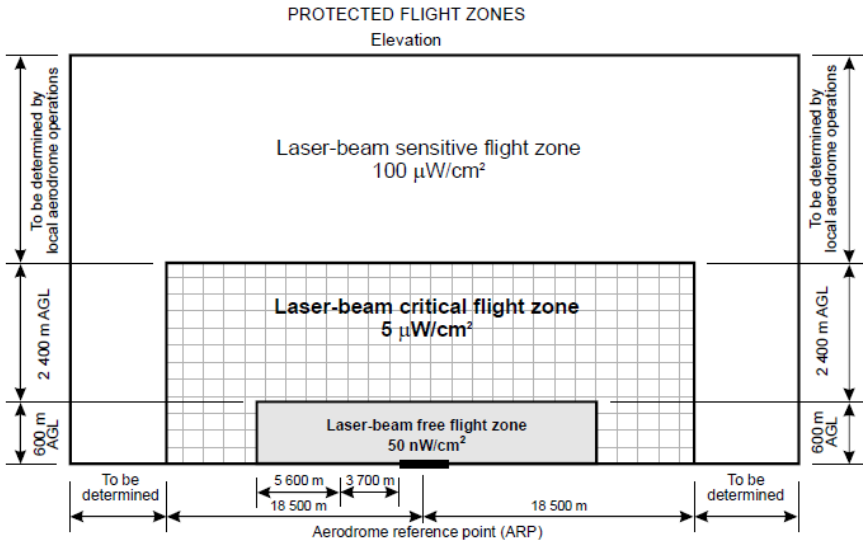 PROTECTED FLIGHT ZONES
Elevation
To be determined by
local aerodrome operations
Laser-beam sensitive flight zone
100 μW/cm²
To be determined by
local aerodrome operations
2 400 m AGL
Laser-beam critical flight zone
5 μW/cm²
2 400 m AGL
600 m
AGL
Laser-beam free flight zone
50 nW/cm²
600 m
AGL
To be
determined
5 600 m
3 700 m
To be
determined
18 500 m
18 500 m
Aerodrome reference point (ARP)